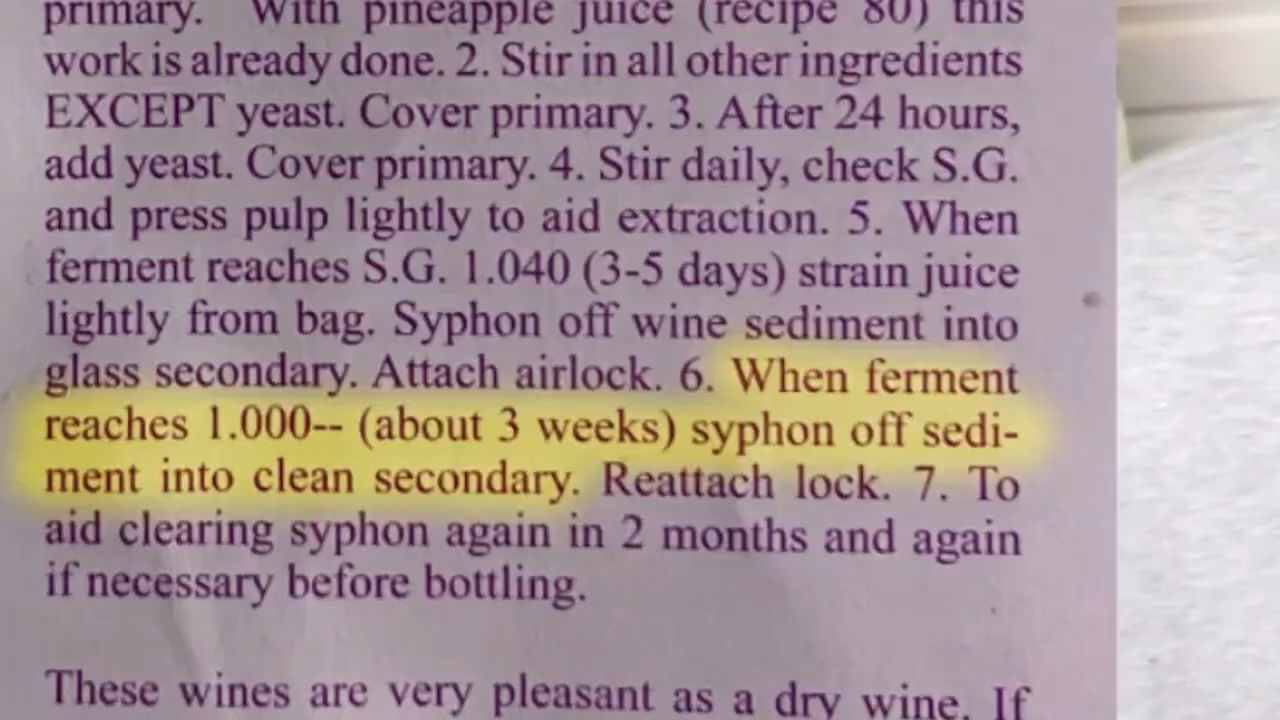 primary. With pineapple juice (recipe 80) this
work is already done. 2. Stir in all other ingredients
EXCEPT yeast. Cover primary. 3. After 24 hours,
add yeast. Cover primary. 4. Stir daily, check S.G.
and press pulp lightly to aid extraction. 5. When
ferment reaches S.G. 1.040 (3-5 days) strain juice
lightly from bag. Syphon off wine sediment into
glass secondary. Attach airlock. 6. When ferment
reaches 1.000-- (about 3 weeks) syphon off sedi-
ment into clean secondary. Reattach lock. 7. To
aid clearing syphon again in 2 months and again
if necessary before bottling.
These wines are very pleasant as a dry wine. If